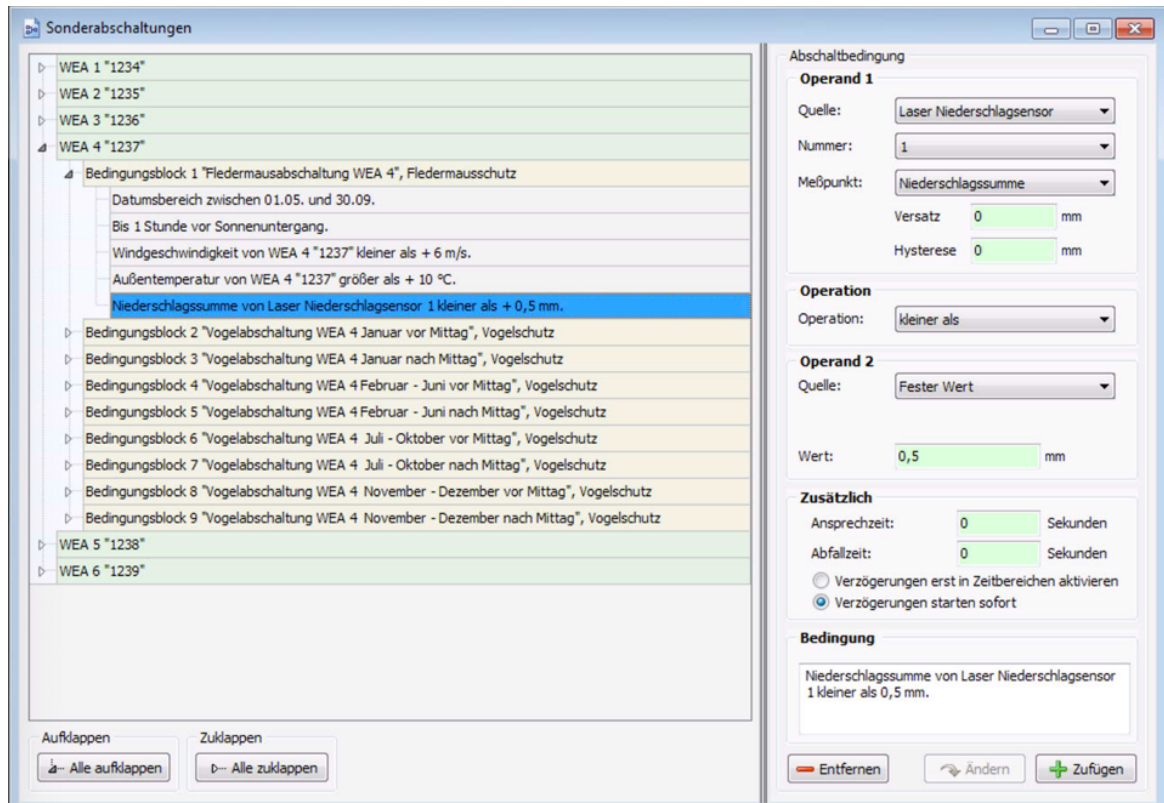 Sonderabschaltungen
WEA 1 "1234"
WEA 2 "1235"
WEA 3 "1236"
WEA 4 "1237"
Bedingungsblock 1 "Fledermausabschaltung WEA 4", Fledermausschutz
Datumsbereich zwischen 01.05. und 30.09.
Bis 1 Stunde vor Sonnenuntergang.
Windgeschwindigkeit von WEA 4 "1237" kleiner als + 6 m/s.
Außentemperatur von WEA 4 "1237" größer als + 10 °C.
Niederschlagssumme von Laser Niederschlagsensor 1 kleiner als + 0,5 mm.
Bedingungsblock 2 "Vogelabschaltung WEA 4 Januar vor Mittag", Vogelschutz
Bedingungsblock 3 "Vogelabschaltung WEA 4 Januar nach Mittag", Vogelschutz
Bedingungsblock 4 "Vogelabschaltung WEA 4 Februar - Juni vor Mittag", Vogelschutz
Bedingungsblock 5 "Vogelabschaltung WEA 4 Februar - Juni nach Mittag", Vogelschutz
Bedingungsblock 6 "Vogelabschaltung WEA 4  Juli - Oktober vor Mittag", Vogelschutz
Bedingungsblock 7 "Vogelabschaltung WEA 4  Juli - Oktober nach Mittag", Vogelschutz
Bedingungsblock 8 "Vogelabschaltung WEA 4  November - Dezember vor Mittag", Vogelschutz
Bedingungsblock 9 "Vogelabschaltung WEA 4  November - Dezember nach Mittag", Vogelschutz
WEA 5 "1238"
WEA 6 "1239"
Aufklappen
Alle aufklappen
Zuklappen
Alle zuklappen
Abschaltbedingung
Operand 1
Quelle: Laser Niederschlagsensor
Nummer: 1
Meßpunkt: Niederschlagssumme
Versatz 0 mm
Hysterese 0 mm
Operation
Operation: kleiner als
Operand 2
Quelle: Fester Wert
Wert: 0,5 mm
Zusätzlich
Ansprechzeit: 0 Sekunden
Abfallzeit: 0 Sekunden
Verzögerungen erst in Zeitbereichen aktivieren
Verzögerungen starten sofort
Bedingung
Niederschlagssumme von Laser Niederschlagsensor
1 kleiner als 0,5 mm.
Entfernen
Ändern
Zufügen